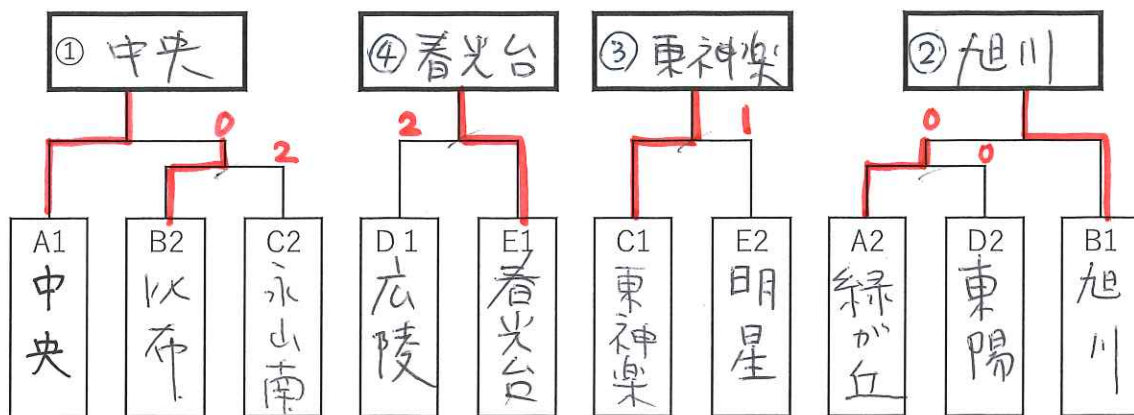 ① 中央
④ 春光台
③ 東神楽
② 旭川
0
2
2
1
0
0
A1
B2
C2
D1
E1
C1
E2
A2
D2
B1
中央
永山南
広陵
春光台
東神楽
明星
緑が丘
東陽
旭川